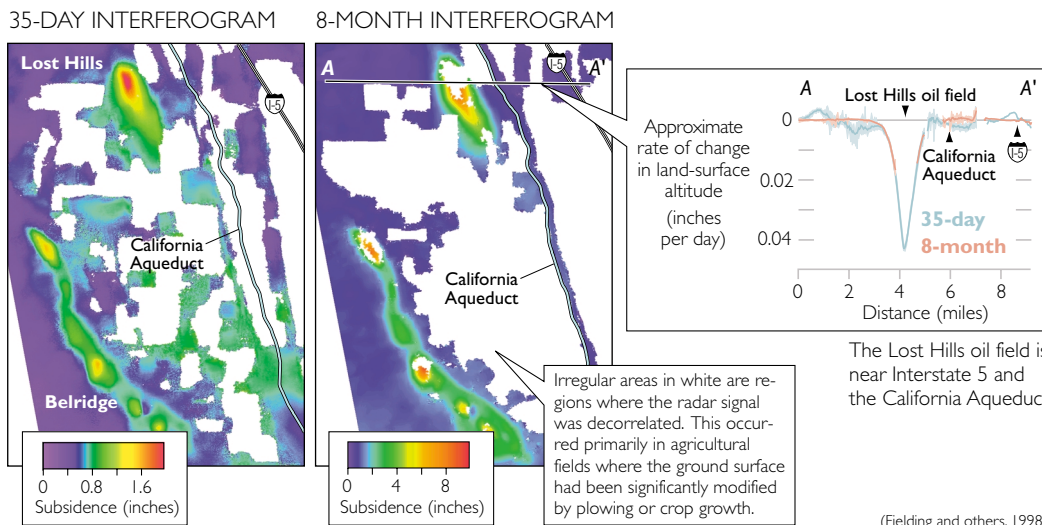 35-DAY INTERFEROGRAM
8-MONTH INTERFEROGRAM
Lost Hills
I-5
California
Aqueduct
Belridge
0 0.8 1.6
Subsidence (inches)
A A'
I-5
California
Aqueduct
0 4 8
Subsidence (inches)
Irregular areas in white are re-
gions where the radar signal
was decorrelated. This occur-
red primarily in agricultural
fields where the ground surface
had been significantly modified
by plowing or crop growth.
Approximate
rate of change
in land-surface
altitude
(inches
per day)
A A'
Lost Hills oil field
0
California
Aqueduct
I-5
0.02
35-day
0.04
8-month
0 2 4 6 8
Distance (miles)
The Lost Hills oil field is
near Interstate 5 and
the California Aqueduc
(Fielding and others, 1998